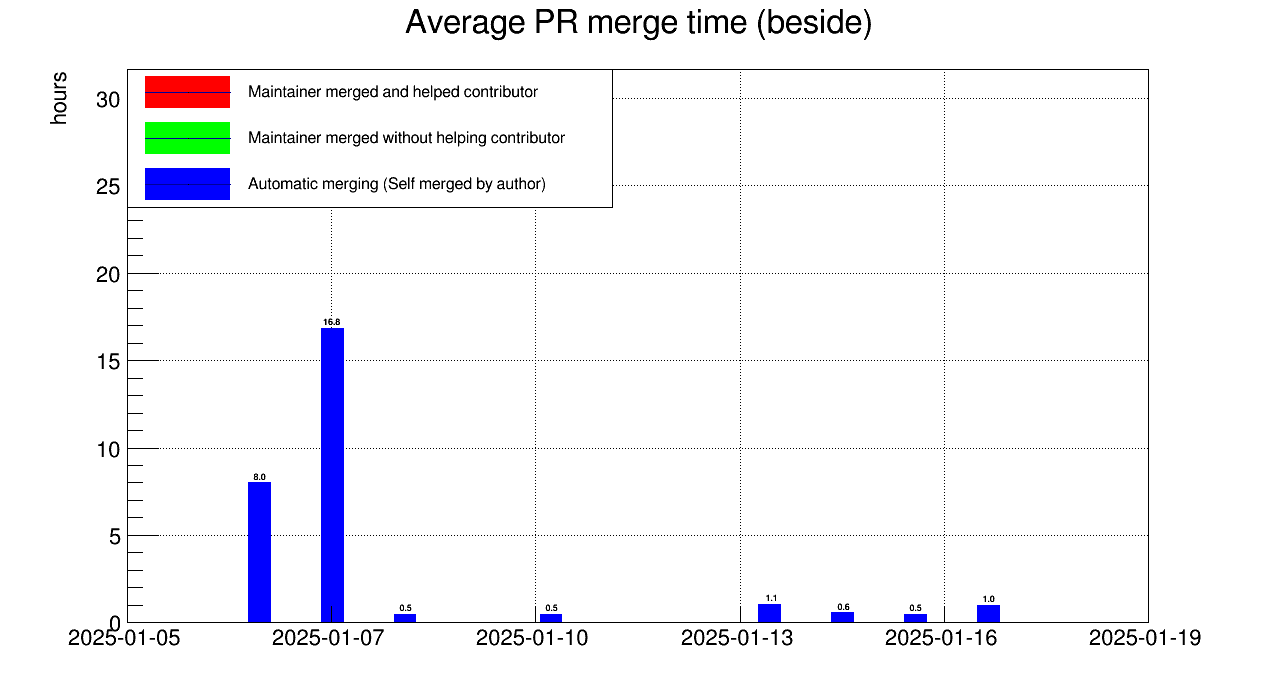 Average PR merge time (beside)
hours
Maintainer merged and helped contributor
Maintainer merged without helping contributor
Automatic merging (Self merged by author)
30
25
20
15
10
5
0
8.0
16.8
0.5
0.5
1.1
0.6
0.5
1.0
2025-01-05 2025-01-07 2025-01-10 2025-01-13 2025-01-16 2025-01-19